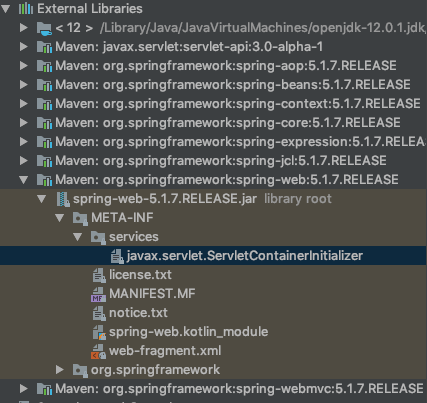 External Libraries
< 12 > /Library/Java/JavaVirtualMachines/openjdk-12.0.1.jdk
Maven: javax.servlet:servlet-api:3.0-alpha-1
Maven: org.springframework:spring-aop:5.1.7.RELEASE
Maven: org.springframework:spring-beans:5.1.7.RELEASE
Maven: org.springframework:spring-context:5.1.7.RELEASE
Maven: org.springframework:spring-core:5.1.7.RELEASE
Maven: org.springframework:spring-expression:5.1.7.RELEASE
Maven: org.springframework:spring-jcl:5.1.7.RELEASE
Maven: org.springframework:spring-web:5.1.7.RELEASE
spring-web-5.1.7.RELEASE.jar library root
META-INF
services
javax.servlet.ServletContainerInitializer
license.txt
MF MANIFEST.MF
notice.txt
spring-web.kotlin_module
web-fragment.xml
org.springframework
Maven: org.springframework:spring-webmvc:5.1.7.RELEASE